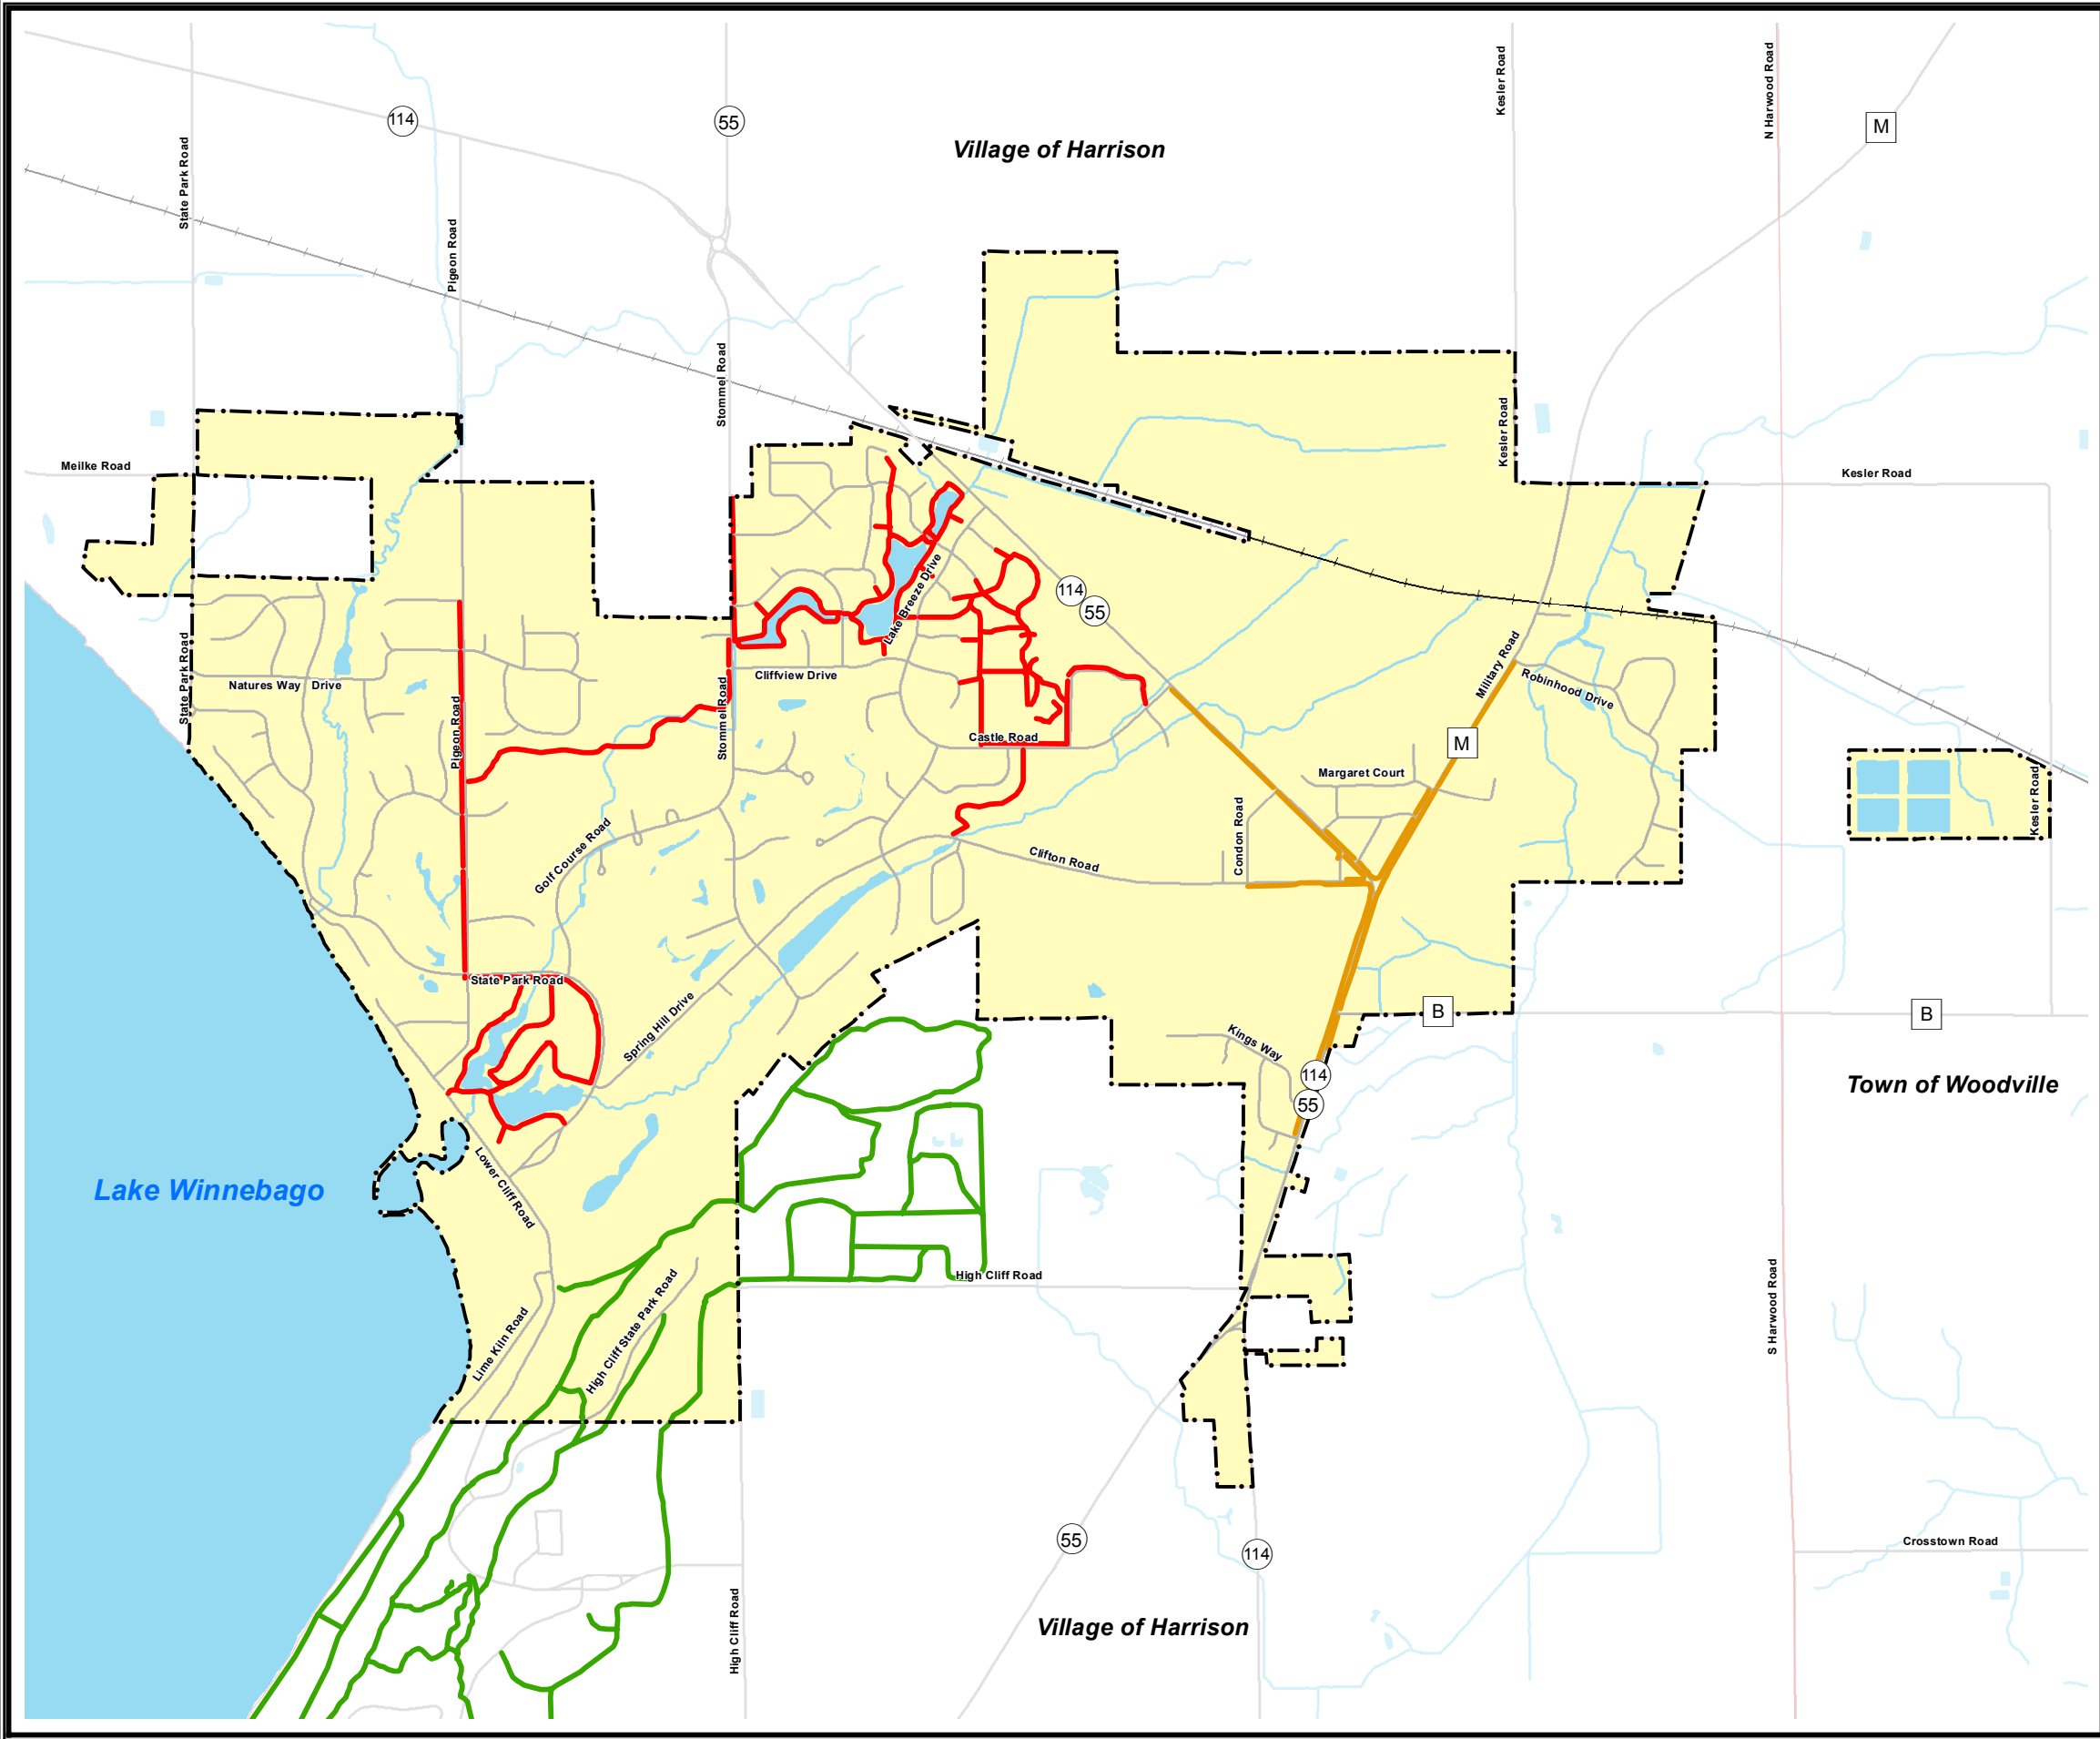 Kesler Road
N Harwood Road
114
55
M
Village of Harrison
State Park Road
Pigeon Road
Stommel Road
Kesler Road
Meilke Road
Kesler Road
Lake Breeze Drive
114
55
State Park Road
Natures Way Drive
Cliffview Drive
Military Road
Robinhood Drive
Pigeon Road
Stommel Road
Castle Road
M
Margaret Court
Kesler Road
Condon Road
Golf Course Road
Clifton Road
State Park Road
B
B
Spring Hill Drive
Kings Way
114
55
Town of Woodville
Lake Winnebago
Lower Cliff Road
High Cliff Road
S Harwood Road
Lime Kiln Road
High Cliff State Park Road
55
114
Crosstown Road
High Cliff Road
Village of Harrison